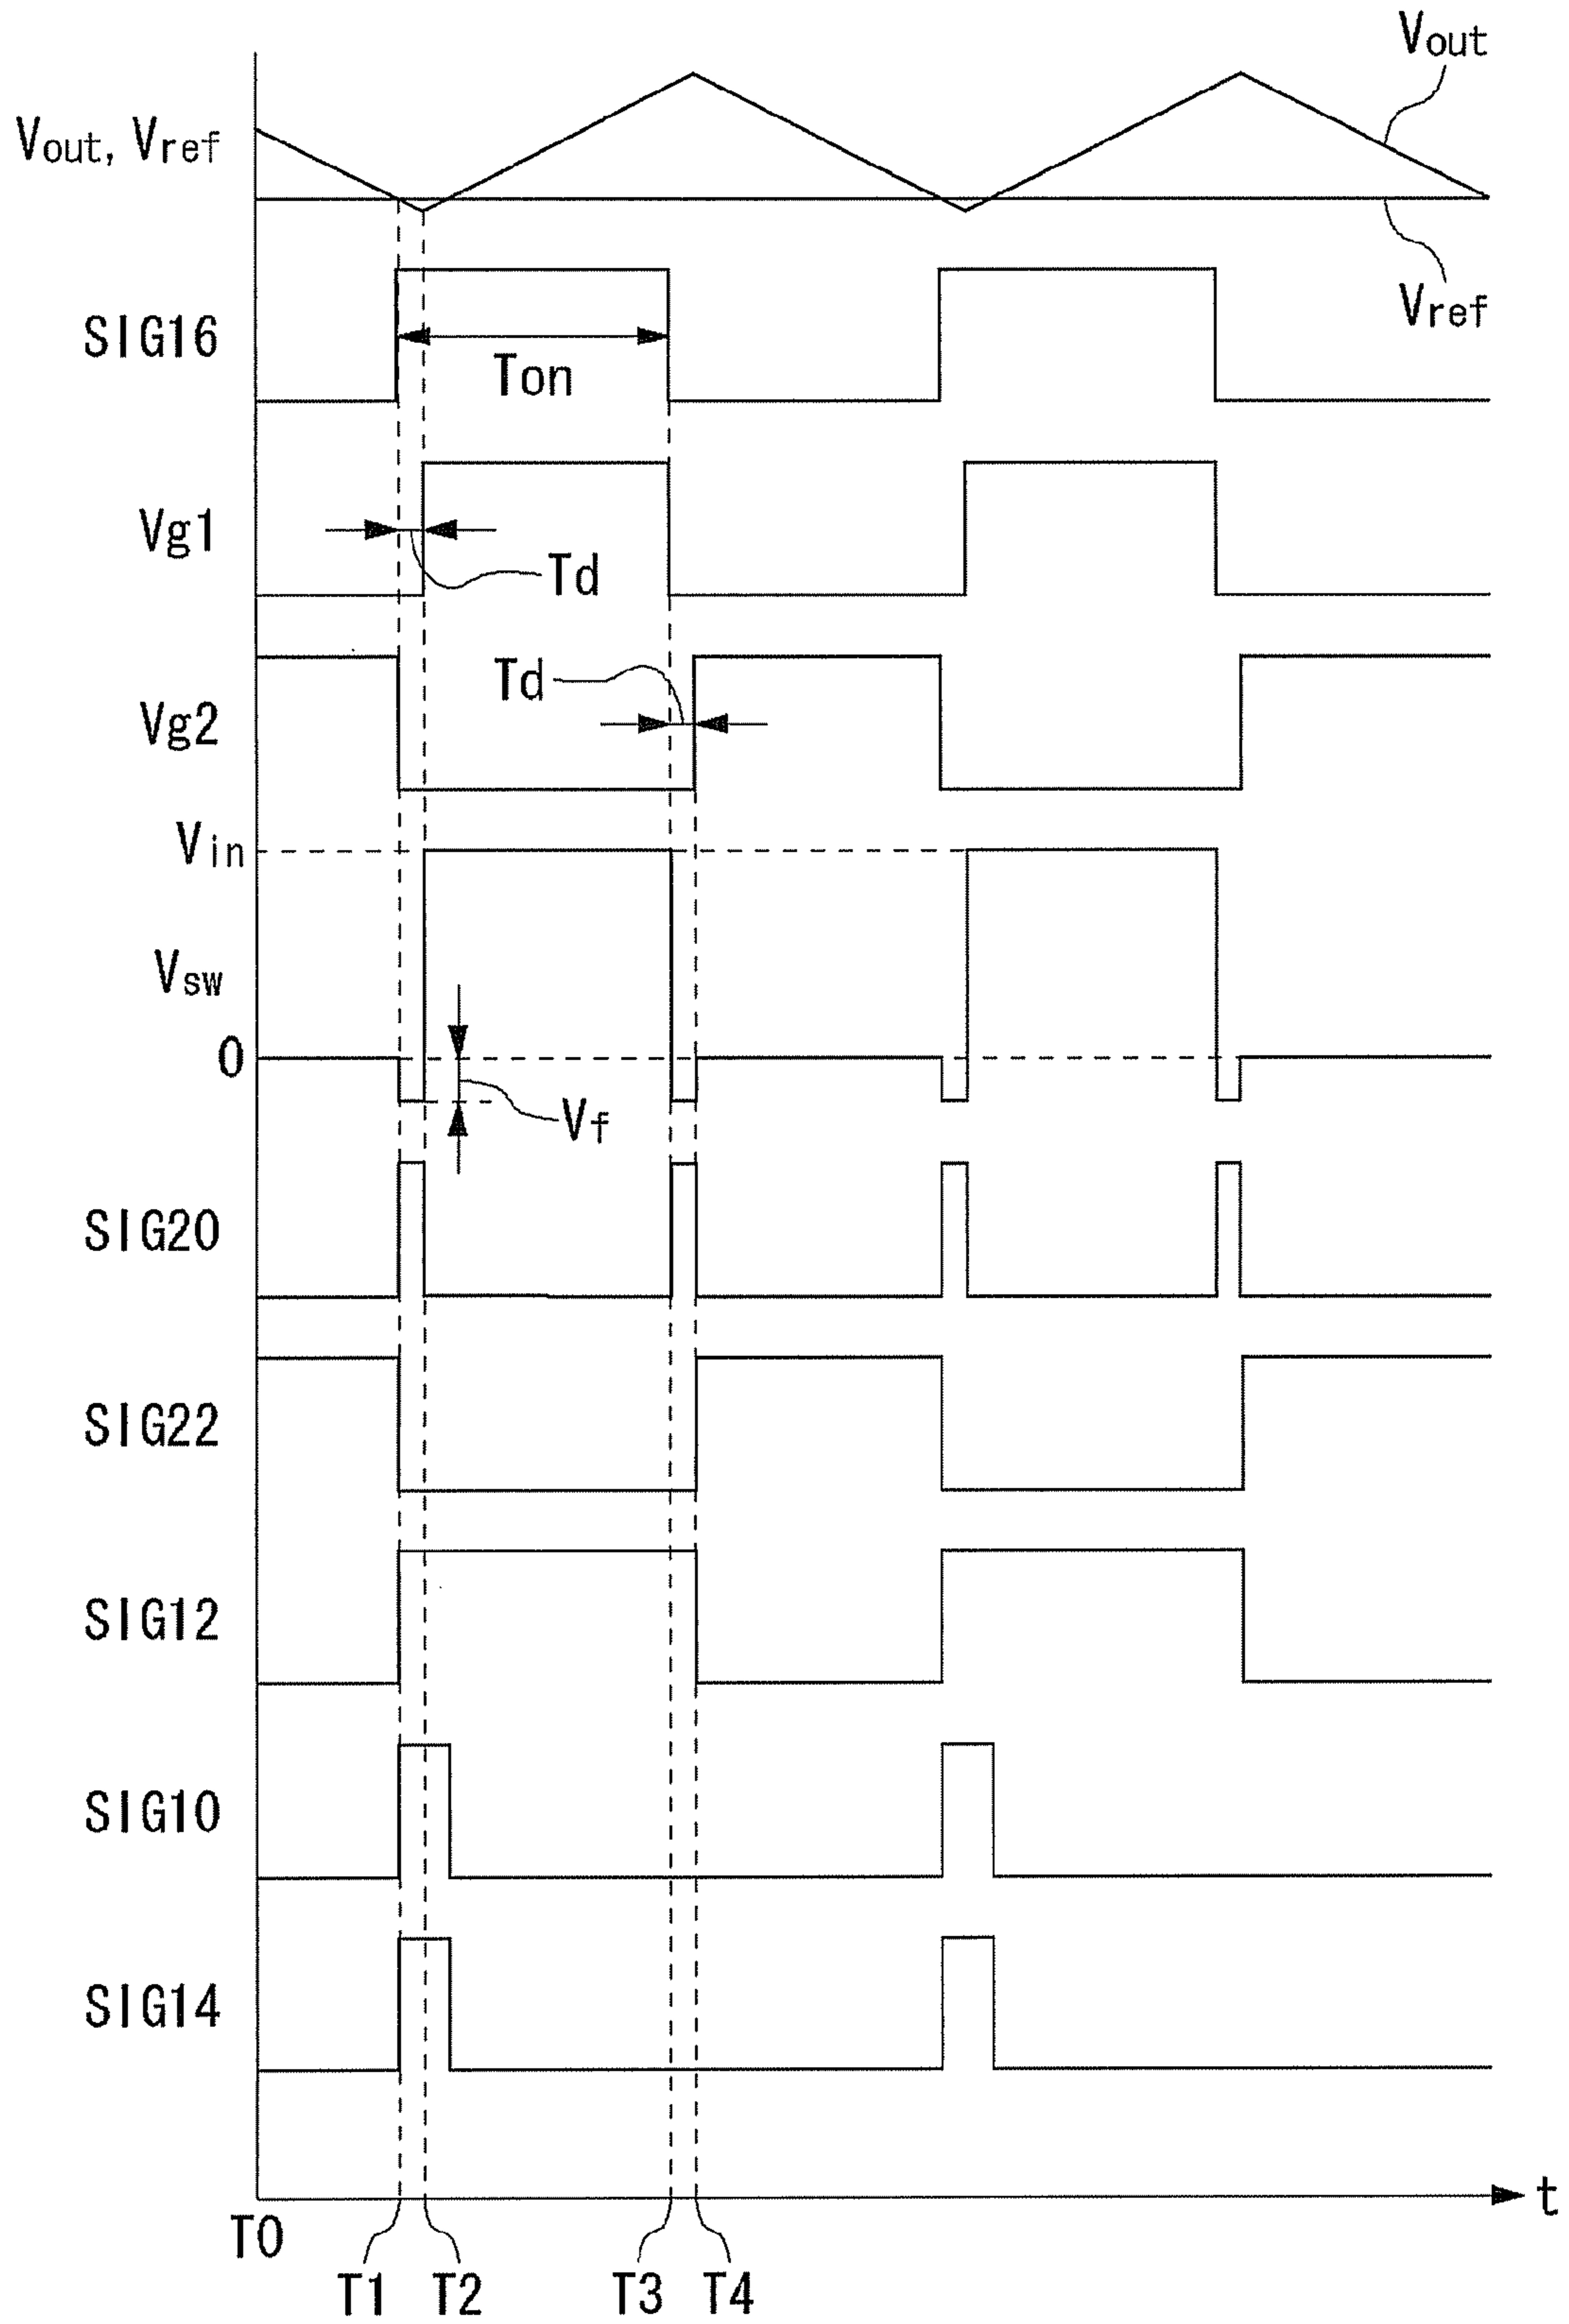 Vout
Vout, Vref
Vref
SIG16
Ton
Vg1
Td
Td
Vg2
Vin
Vsw
0
Vf
SIG20
SIG22
SIG12
SIG10
SIG14
t
T0
T1 T2 T3 T4